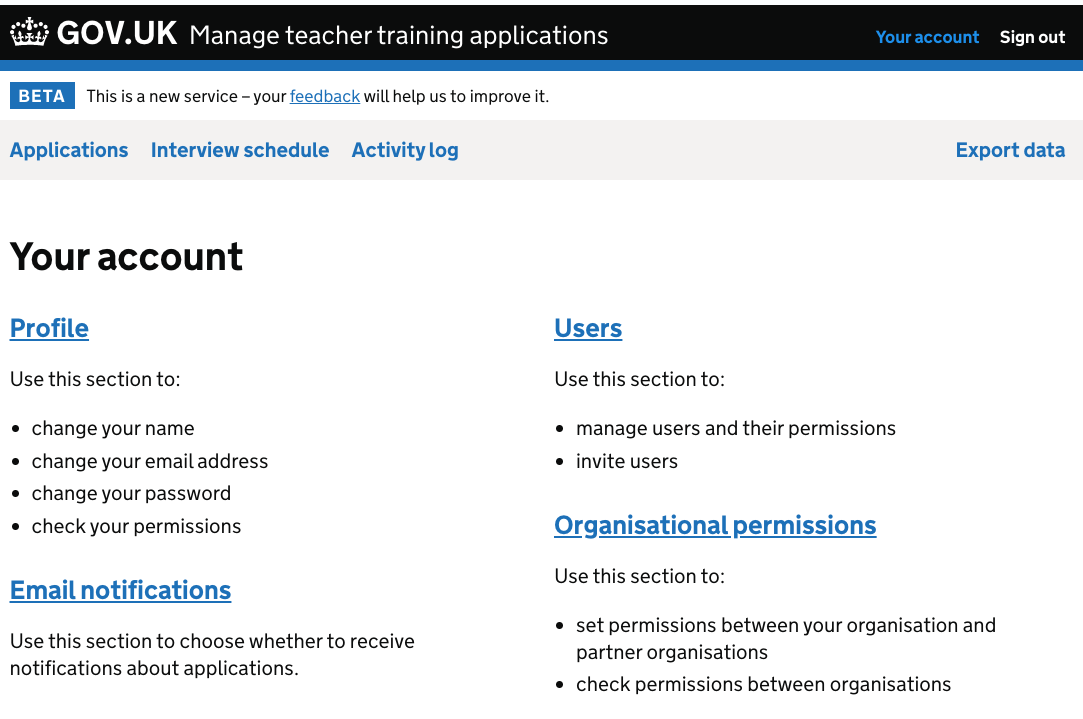 GOV.UK Manage teacher training applications Your account Sign out
BETA This is a new service – your feedback will help us to improve it.
Applications Interview schedule Activity log Export data
Your account
Profile
Use this section to:
• change your name
• change your email address
• change your password
• check your permissions
Email notifications
Use this section to choose whether to receive
notifications about applications.
Users
Use this section to:
• manage users and their permissions
• invite users
Organisational permissions
Use this section to:
• set permissions between your organisation and
partner organisations
• check permissions between organisations